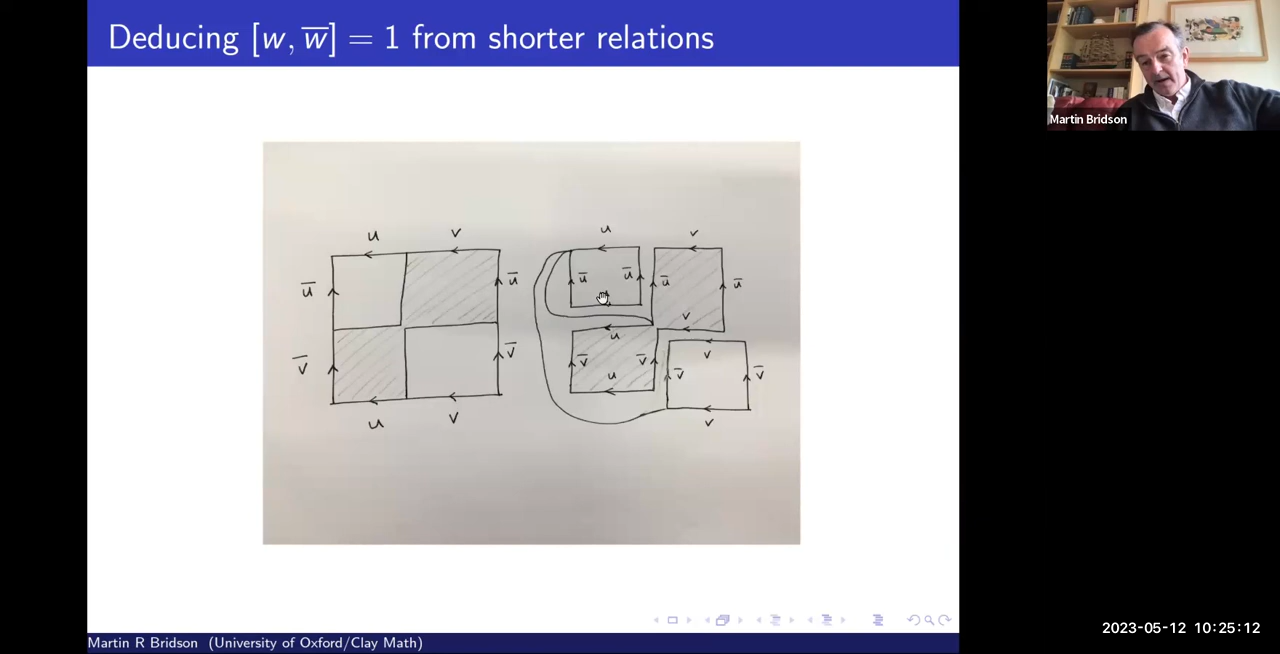 Deducing [w, w̅] = 1 from shorter relations
Martin Bridson
u v
u̅ u̅
v̅ v̅
u v
u v
u̅ u̅ u̅ u̅
v
u v
v̅ v̅ v̅ v̅
u
v
Martin R Bridson (University of Oxford/Clay Math)
2023-05-12 10:25:12